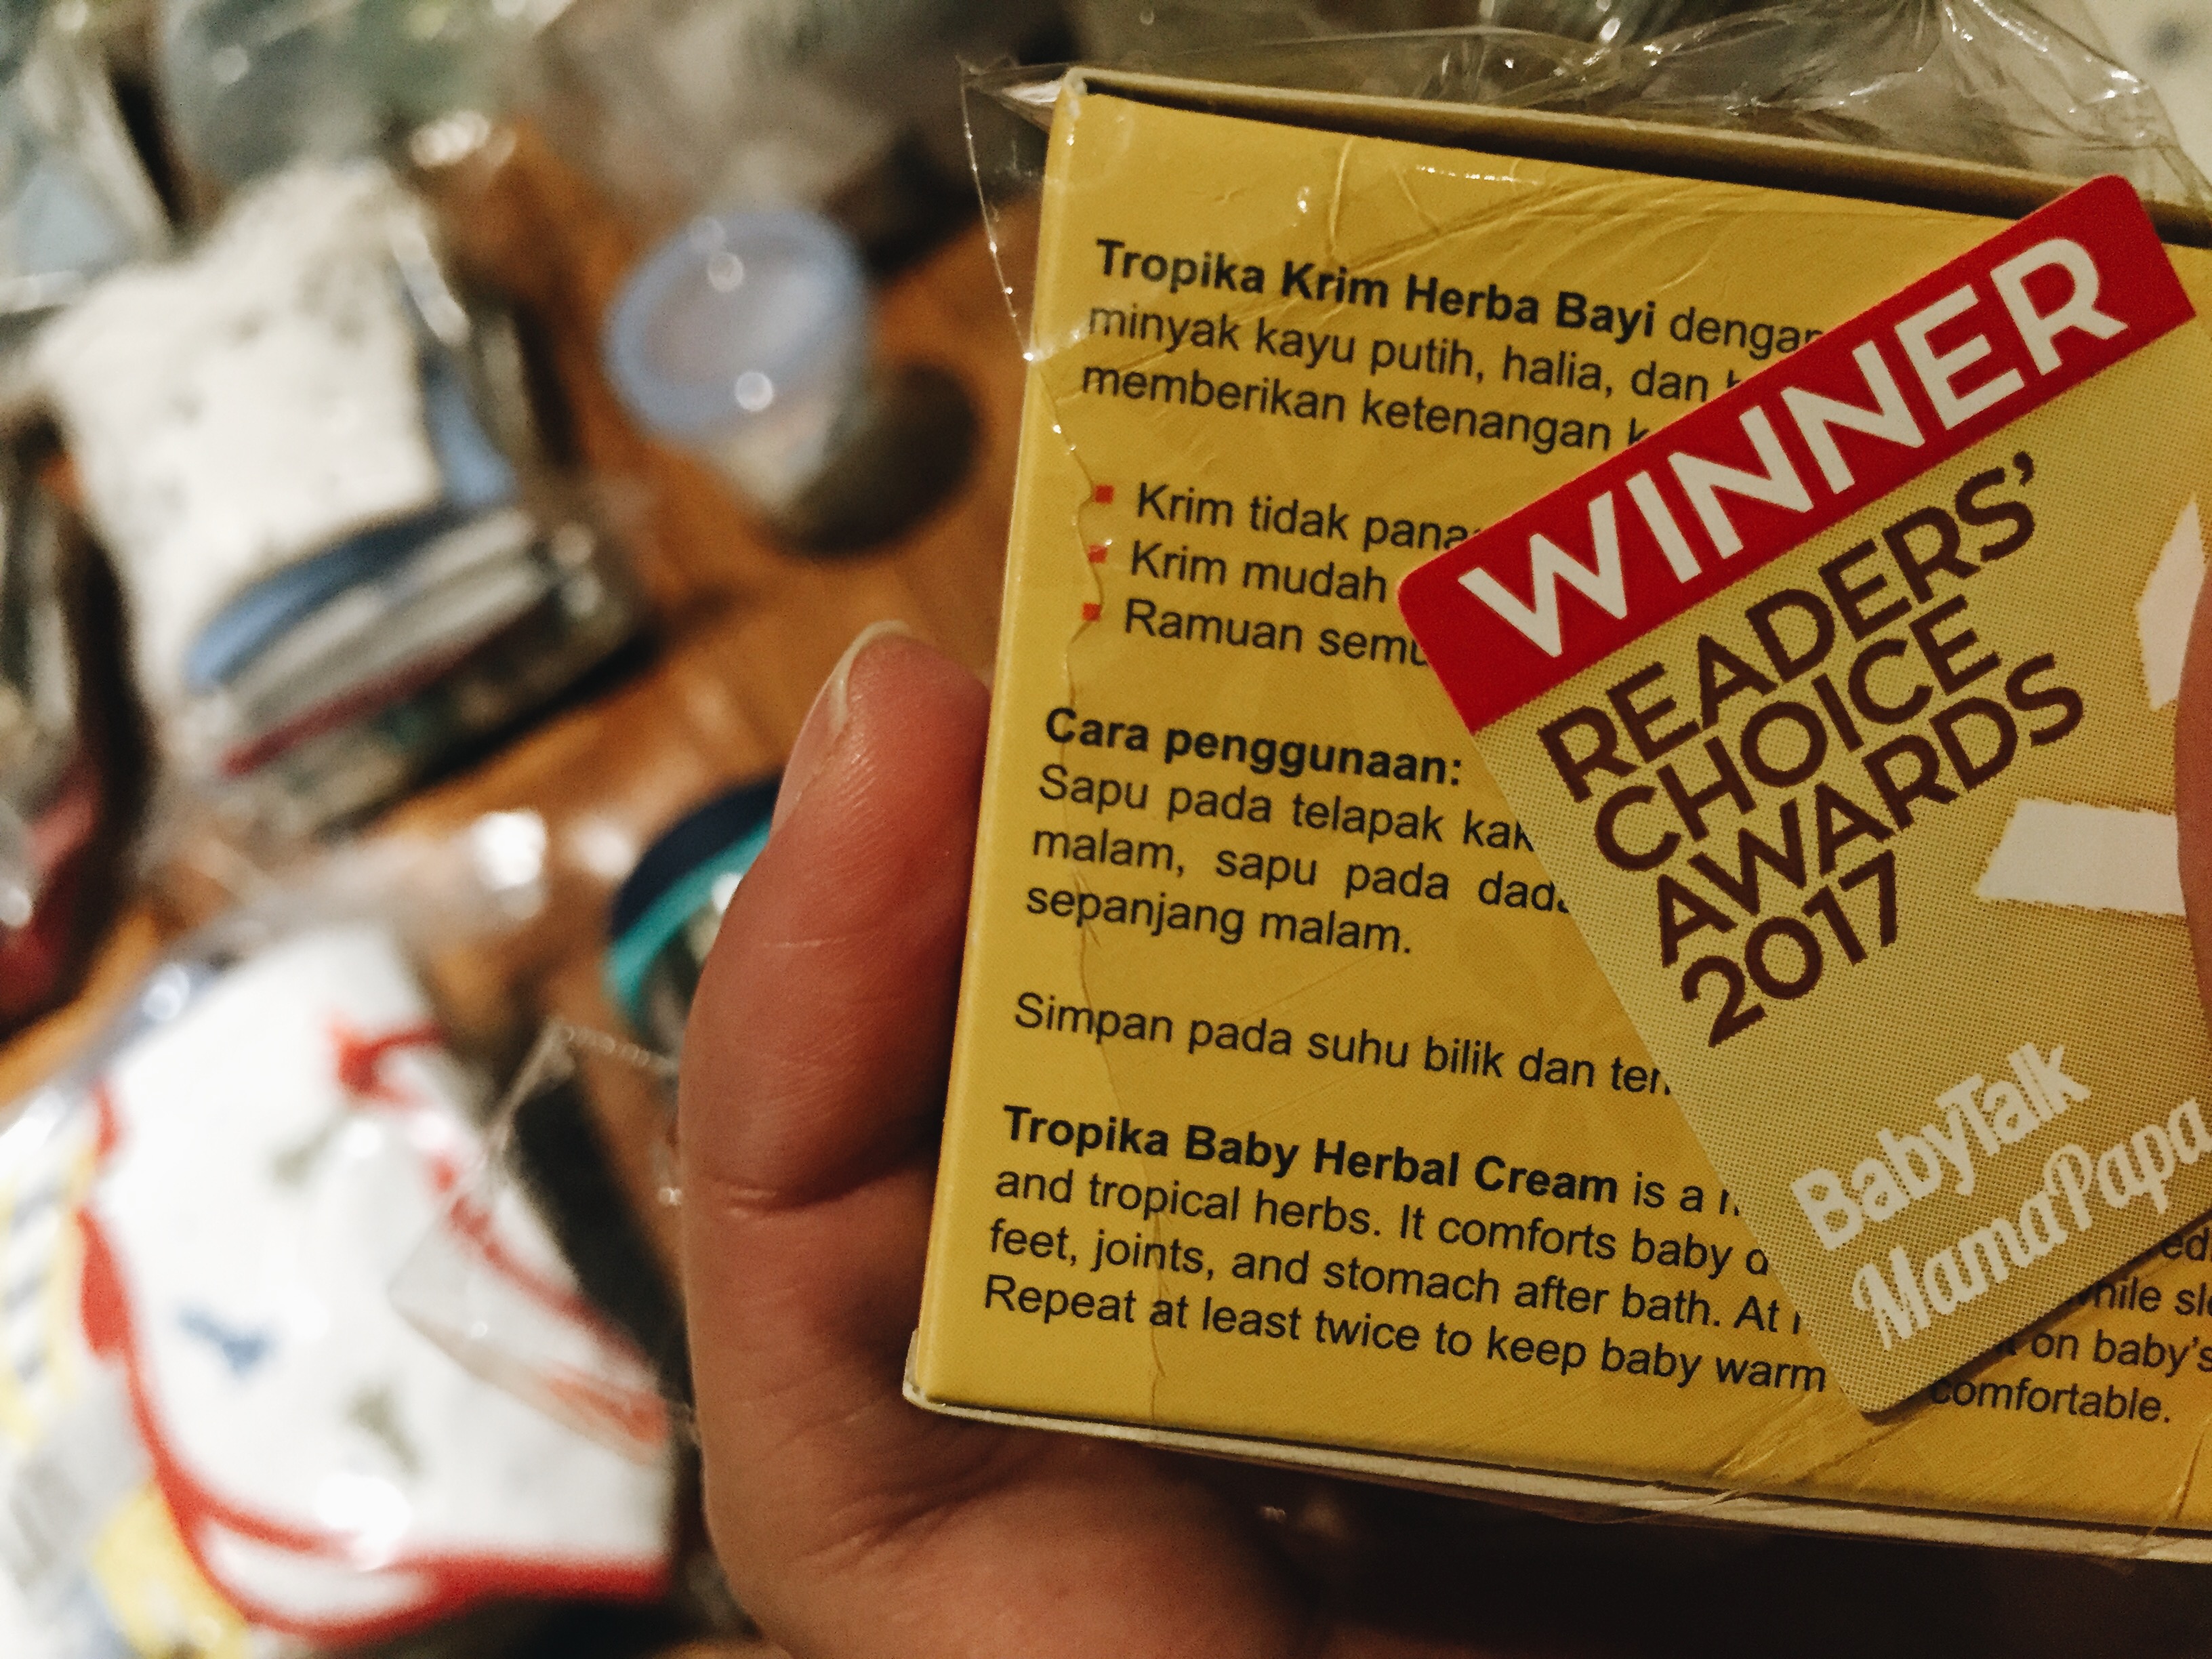 Tropika Krim Herba Bayi dengan
minyak kayu putih, halia, dan
memberikan ketenangan
Krim tidak
Krim mudah
Ramuan
Cara penggunaan:
Sapu pada telapak
malam, sapu pada
sepanjang malam.
Simpan pada suhu bilik dan
Tropika Baby Herbal Cream is a
and tropical herbs. It comforts baby
feet, joints, and stomach after bath. At
on baby's
Repeat at least twice to keep baby warm
comfortable.
WINNER
READERS'
CHOICE
AWARDS
2017
BabyTalk
MamaPapa